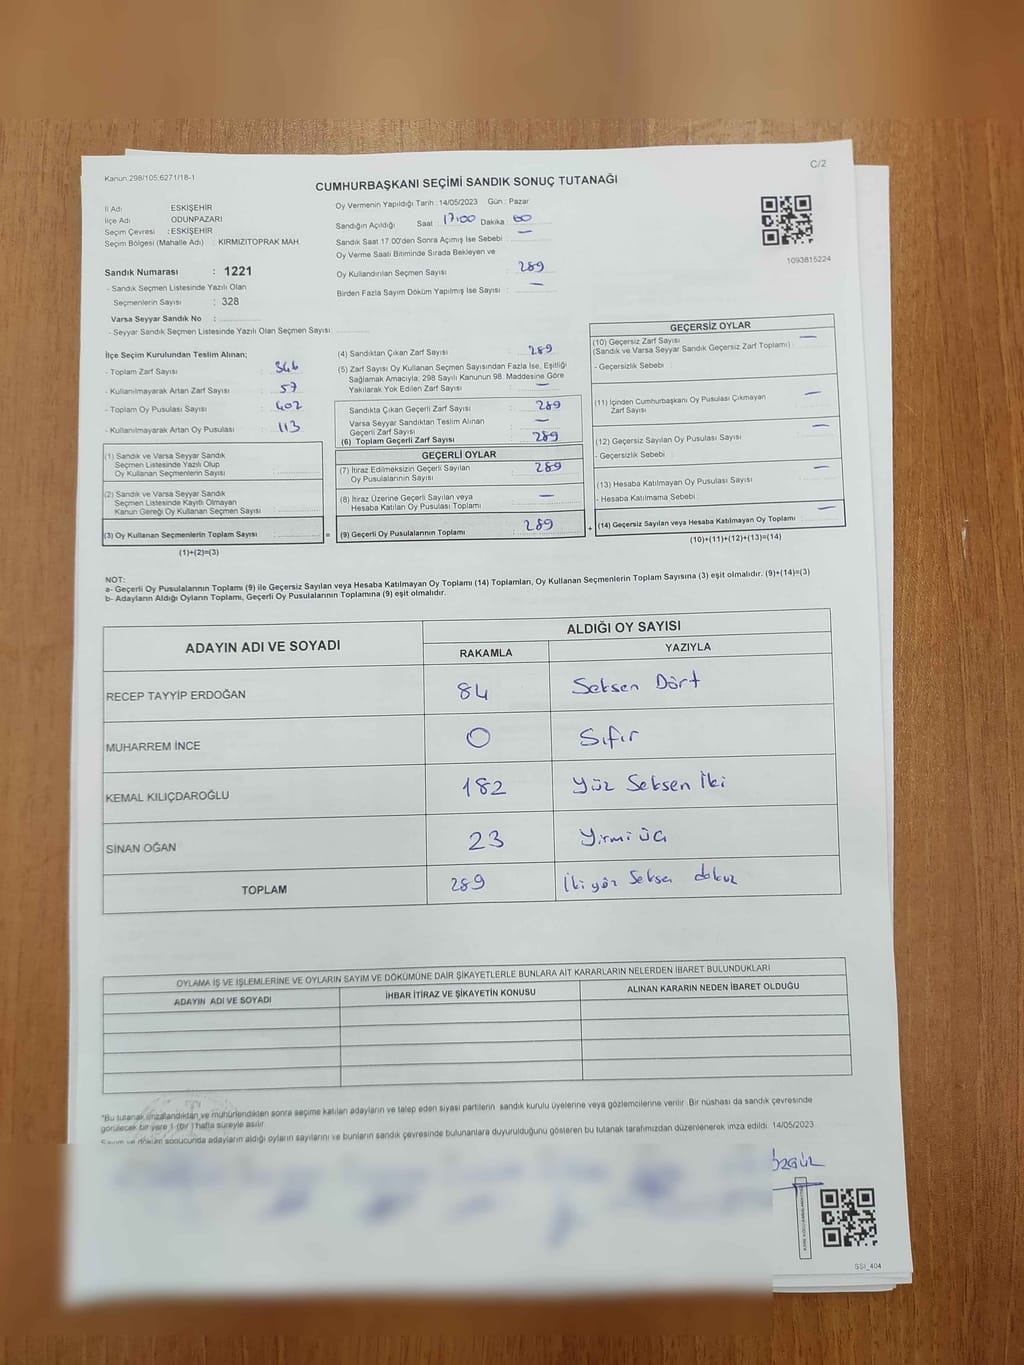 C/2
Kanun:298/105,6271/18-1
CUMHURBAŞKANI SEÇİMİ SANDIK SONUÇ TUTANAĞI
İl Adı ESKİŞEHİR
İlçe Adı : ODUNPAZARI
Seçim Çevresi : ESKİŞEHİR
Seçim Bölgesi (Mahalle Adı) : KIRMIZITOPRAK MAH.
Sandık Numarası : 1221
- Sandık Seçmen Listesinde Yazılı Olan
Seçmenlerin Sayısı : 328
Varsa Seyyar Sandık No :
- Seyyar Sandık Seçmen Listesinde Yazılı Olan Seçmen Sayısı:
Oy Vermenin Yapıldığı Tarih : 14/05/2023 Gün : Pazar
Sandığın Açıldığı Saat : 17:00 Dakika : 00
Sandık Saat 17.00'den Sonra Açılmış İse Sebebi : —
Oy Verme Saati Bitiminde Sırada Bekleyen ve
Oy Kullandırılan Seçmen Sayısı : 289
Birden Fazla Sayım Döküm Yapılmış İse Sayısı : —
1093815224
İlçe Seçim Kurulundan Teslim Alınan;
- Toplam Zarf Sayısı : 346
- Kullanılmayarak Artan Zarf Sayısı : 57
- Toplam Oy Pusulası Sayısı : 402
- Kullanılmayarak Artan Oy Pusulası : 113
(1) Sandık ve Varsa Seyyar Sandık
Seçmen Listesinde Yazılı Olup
Oy Kullanan Seçmenlerin Sayısı :
(2) Sandık ve Varsa Seyyar Sandık
Seçmen Listesinde Kayıtlı Olmayan
Kanun Gereği Oy Kullanan Seçmen Sayısı :
(3) Oy Kullanan Seçmenlerin Toplam Sayısı :
(1)+(2)=(3)
(4) Sandıktan Çıkan Zarf Sayısı : 289
(5) Zarf Sayısı Oy Kullanan Seçmen Sayısından Fazla İse, Eşitliği
Sağlamak Amacıyla; 298 Sayılı Kanunun 98. Maddesine Göre
Yakılarak Yok Edilen Zarf Sayısı : —
Sandıkta Çıkan Geçerli Zarf Sayısı : 289
Varsa Seyyar Sandıktan Teslim Alınan
Geçerli Zarf Sayısı : —
(6) Toplam Geçerli Zarf Sayısı : 289
GEÇERLİ OYLAR
(7) İtiraz Edilmeksizin Geçerli Sayılan
Oy Pusulalarının Sayısı : 289
(8) İtiraz Üzerine Geçerli Sayılan veya
Hesaba Katılan Oy Pusulası Toplamı : —
= (9) Geçerli Oy Pusulalarının Toplamı : 289
GEÇERSİZ OYLAR
(10) Geçersiz Zarf Sayısı
(Sandık ve Varsa Seyyar Sandık Geçersiz Zarf Toplamı) : —
- Geçersizlik Sebebi :
(11) İçinden Cumhurbaşkanı Oy Pusulası Çıkmayan
Zarf Sayısı : —
(12) Geçersiz Sayılan Oy Pusulası Sayısı : —
- Geçersizlik Sebebi :
(13) Hesaba Katılmayan Oy Pusulası Sayısı : —
- Hesaba Katılmama Sebebi :
+ (14) Geçersiz Sayılan veya Hesaba Katılmayan Oy Toplamı : —
(10)+(11)+(12)+(13)=(14)
NOT:
a- Geçerli Oy Pusulalarının Toplamı (9) ile Geçersiz Sayılan veya Hesaba Katılmayan Oy Toplamı (14) Toplamları, Oy Kullanan Seçmenlerin Toplam Sayısına (3) eşit olmalıdır. (9)+(14)=(3)
b- Adayların Aldığı Oyların Toplamı, Geçerli Oy Pusulalarının Toplamına (9) eşit olmalıdır.
ADAYIN ADI VE SOYADI ALDIĞI OY SAYISI
RAKAMLA YAZIYLA
RECEP TAYYİP ERDOĞAN 84 Seksen Dört
MUHARREM İNCE 0 Sıfır
KEMAL KILIÇDAROĞLU 182 Yüz Seksen İki
SİNAN OĞAN 23 Yirmi üç
TOPLAM 289 İki yüz Seksen dokuz
OYLAMA İŞ VE İŞLEMLERİNE VE OYLARIN SAYIM VE DÖKÜMÜNE DAİR ŞİKAYETLERLE BUNLARA AİT KARARLARIN NELERDEN İBARET BULUNDUKLARI
ADAYIN ADI VE SOYADI İHBAR İTİRAZ VE ŞİKAYETİN KONUSU ALINAN KARARIN NEDEN İBARET OLDUĞU
"Bu tutanak imzalandıktan ve mühürlendikten sonra seçime katılan adayların ve talep eden siyasi partilerin sandık kurulu üyelerine veya gözlemcilerine verilir. Bir nüshası da sandık çevresinde
görülecek bir yere 1 (bir) hafta süreyle asılır.
Sayım ve döküm sonucunda adayların aldığı oyların sayılarını ve bunların sandık çevresinde bulunanlara duyurulduğunu gösteren bu tutanak tarafımızdan düzenlenerek imza edildi. 14/05/2023
ÖZGÜL
SSİ_404